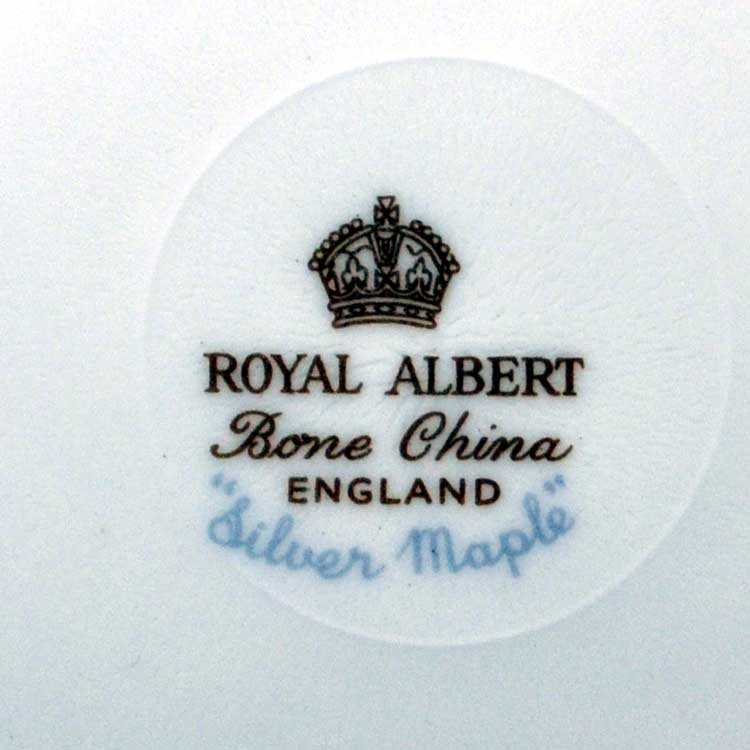 ROYAL ALBERT
Bone China
ENGLAND
"Silver Maple"